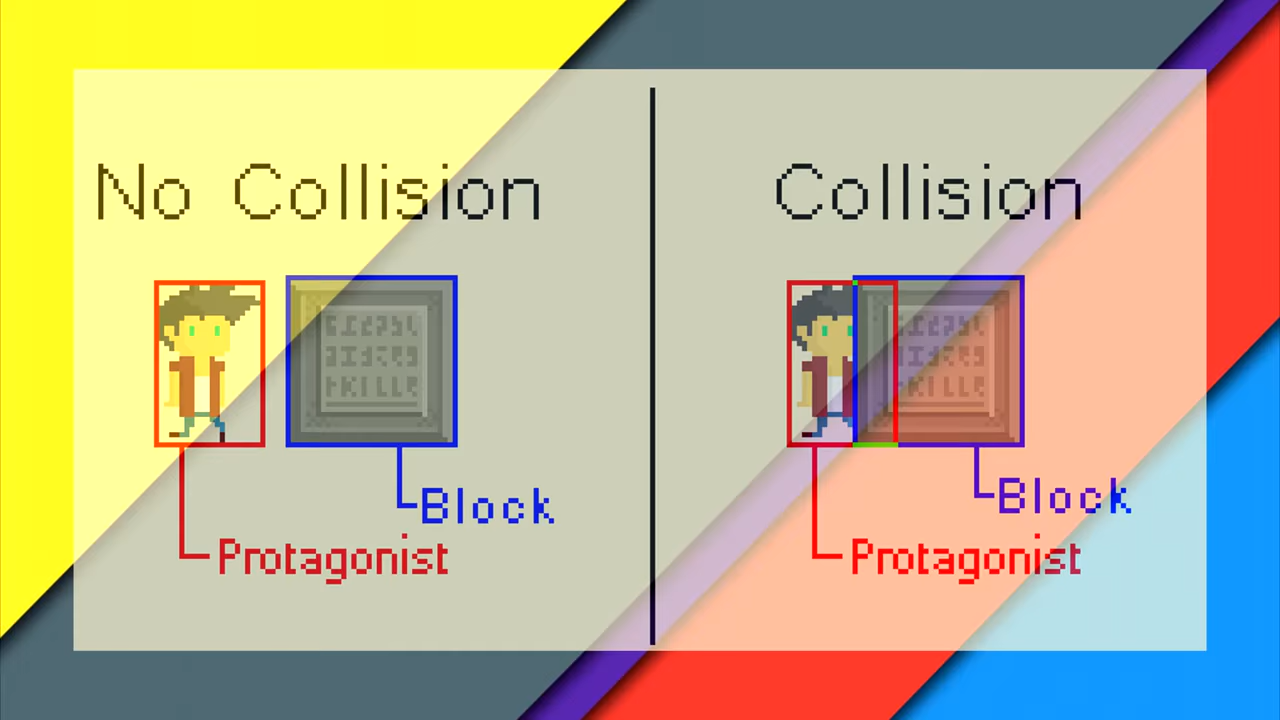 No Collision
Block
Protagonist
Collision
Block
Protagonist